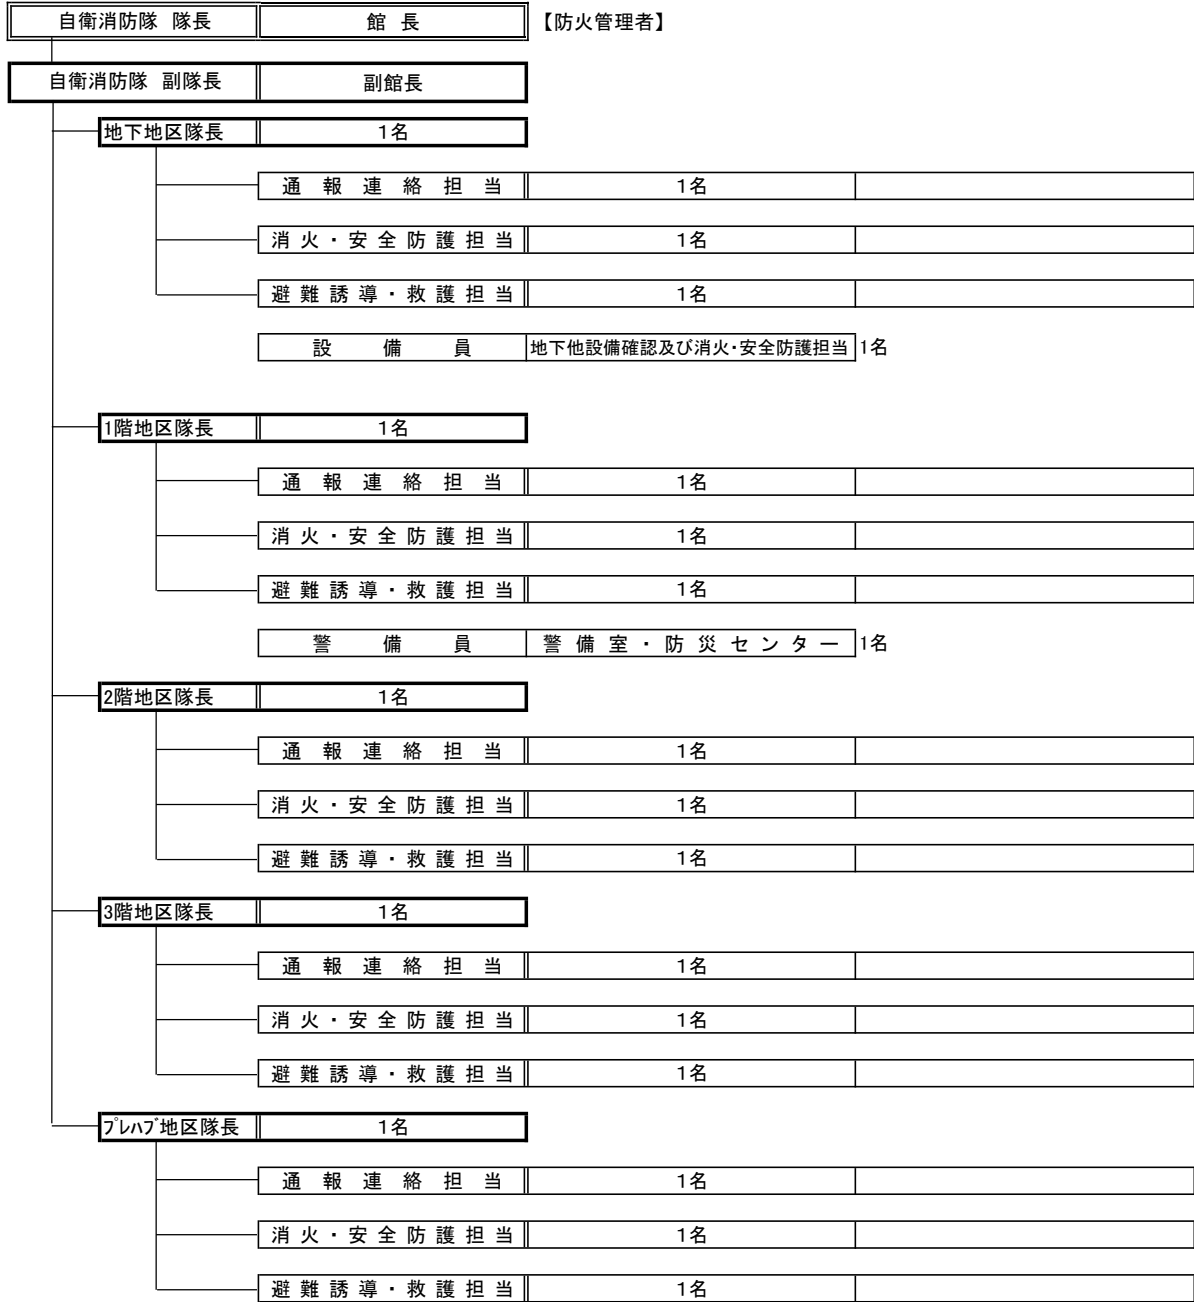 自衛消防隊 隊長 館 長 【防火管理者】
自衛消防隊 副隊長 副館長
地下地区隊長 1名
通報連絡担当 1名
消火・安全防護担当 1名
避難誘導・救護担当 1名
設備員 地下他設備確認及び消火・安全防護担当 1名
1階地区隊長 1名
通報連絡担当 1名
消火・安全防護担当 1名
避難誘導・救護担当 1名
警備員 警備室・防災センター 1名
2階地区隊長 1名
通報連絡担当 1名
消火・安全防護担当 1名
避難誘導・救護担当 1名
3階地区隊長 1名
通報連絡担当 1名
消火・安全防護担当 1名
避難誘導・救護担当 1名
プレハブ地区隊長 1名
通報連絡担当 1名
消火・安全防護担当 1名
避難誘導・救護担当 1名